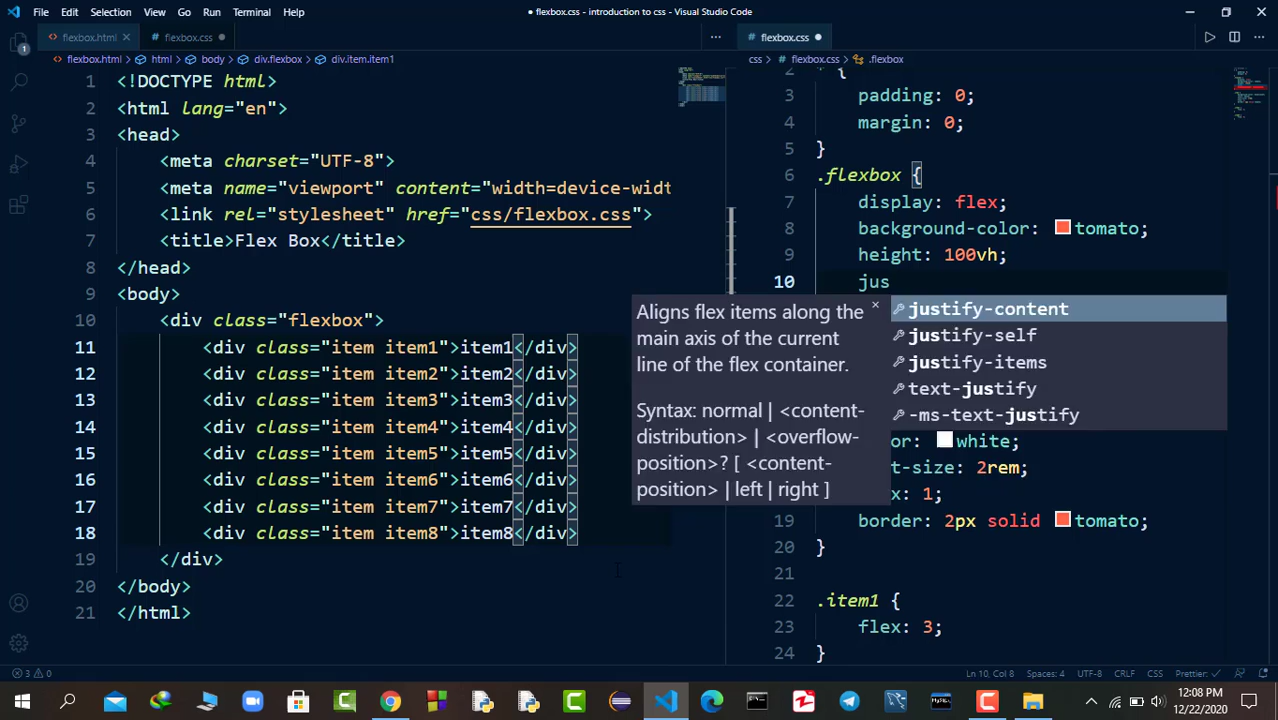 File Edit Selection View Go Run Terminal Help
● flexbox.css - introduction to css - Visual Studio Code
flexbox.html
# flexbox.css
flexbox.html > html > body > div.flexbox > div.item.item1
1 <!DOCTYPE html>
2 <html lang="en">
3 <head>
4 <meta charset="UTF-8">
5 <meta name="viewport" content="width=device-widt
6 <link rel="stylesheet" href="css/flexbox.css">
7 <title>Flex Box</title>
8 </head>
9 <body>
10 <div class="flexbox">
11 <div class="item item1">item1</div>
12 <div class="item item2">item2</div>
13 <div class="item item3">item3</div>
14 <div class="item item4">item4</div>
15 <div class="item item5">item5</div>
16 <div class="item item6">item6</div>
17 <div class="item item7">item7</div>
18 <div class="item item8">item8</div>
19 </div>
20 </body>
21 </html>
# flexbox.css
css > # flexbox.css > .flexbox
2 * {
3 padding: 0;
4 margin: 0;
5 }
6 .flexbox {
7 display: flex;
8 background-color: tomato;
9 height: 100vh;
10 jus
justify-content
justify-self
justify-items
text-justify
-ms-text-justify
Aligns flex items along the
main axis of the current
line of the flex container.
Syntax: normal | <content-
distribution> | <overflow-
position>? [ <content-
position> | left | right ]
white;
-size: 2rem;
1;
19 border: 2px solid tomato;
20 }
21
22 .item1 {
23 flex: 3;
24 }
3 0
Ln 10, Col 8 Spaces: 4 UTF-8 CRLF CSS Prettier: ✓
1
12:08 PM
12/22/2020